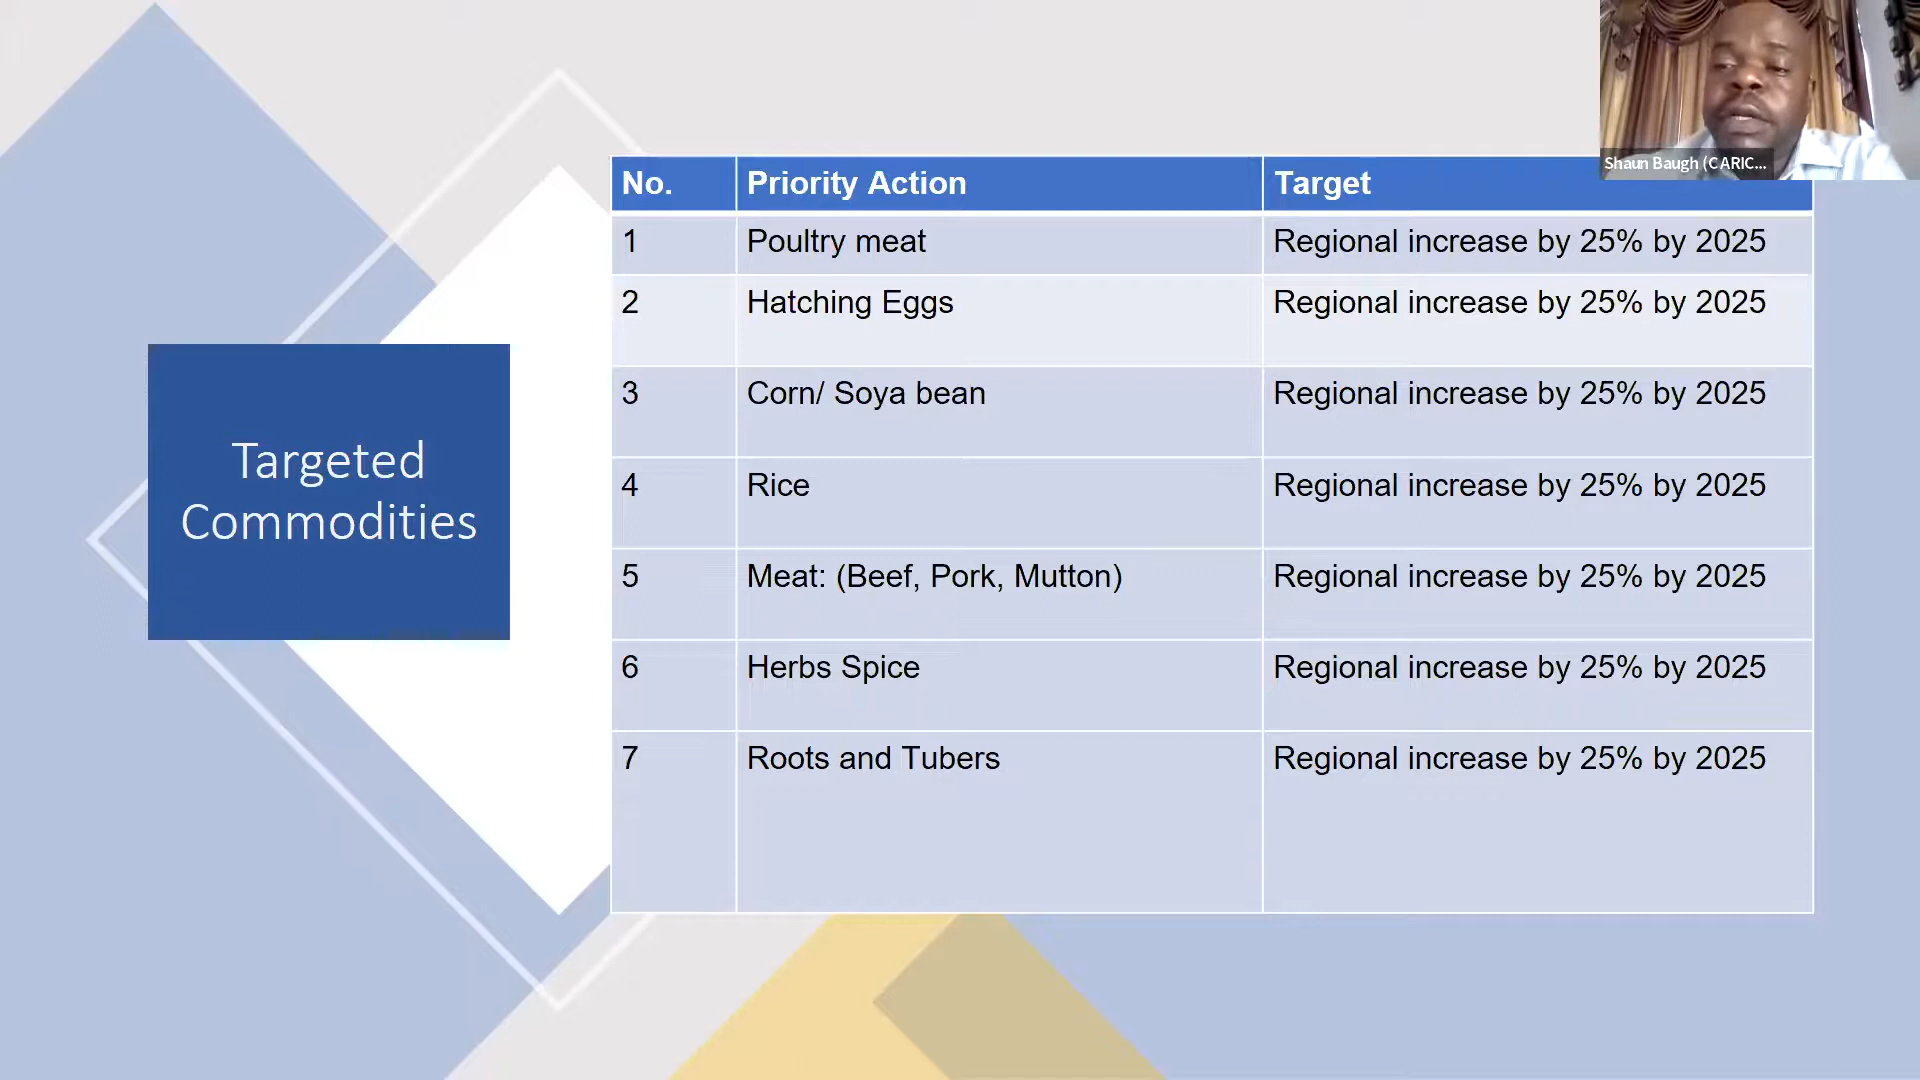 Shaun Baugh (CARIC...
No. Priority Action Target
1 Poultry meat Regional increase by 25% by 2025
2 Hatching Eggs Regional increase by 25% by 2025
3 Corn/ Soya bean Regional increase by 25% by 2025
4 Rice Regional increase by 25% by 2025
5 Meat: (Beef, Pork, Mutton) Regional increase by 25% by 2025
6 Herbs Spice Regional increase by 25% by 2025
7 Roots and Tubers Regional increase by 25% by 2025
Targeted
Commodities